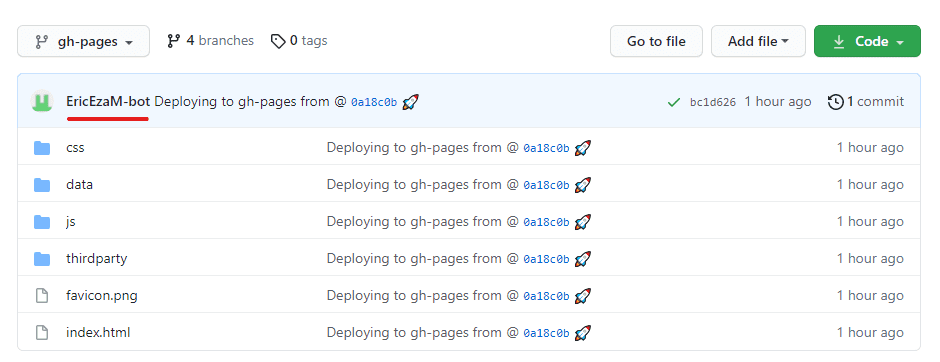 gh-pages 4 branches 0 tags Go to file Add file Code
EricEzaM-bot Deploying to gh-pages from @ 0a18c0b 🚀 bc1d626 1 hour ago 1 commit
css Deploying to gh-pages from @ 0a18c0b 🚀 1 hour ago
data Deploying to gh-pages from @ 0a18c0b 🚀 1 hour ago
js Deploying to gh-pages from @ 0a18c0b 🚀 1 hour ago
thirdparty Deploying to gh-pages from @ 0a18c0b 🚀 1 hour ago
favicon.png Deploying to gh-pages from @ 0a18c0b 🚀 1 hour ago
index.html Deploying to gh-pages from @ 0a18c0b 🚀 1 hour ago